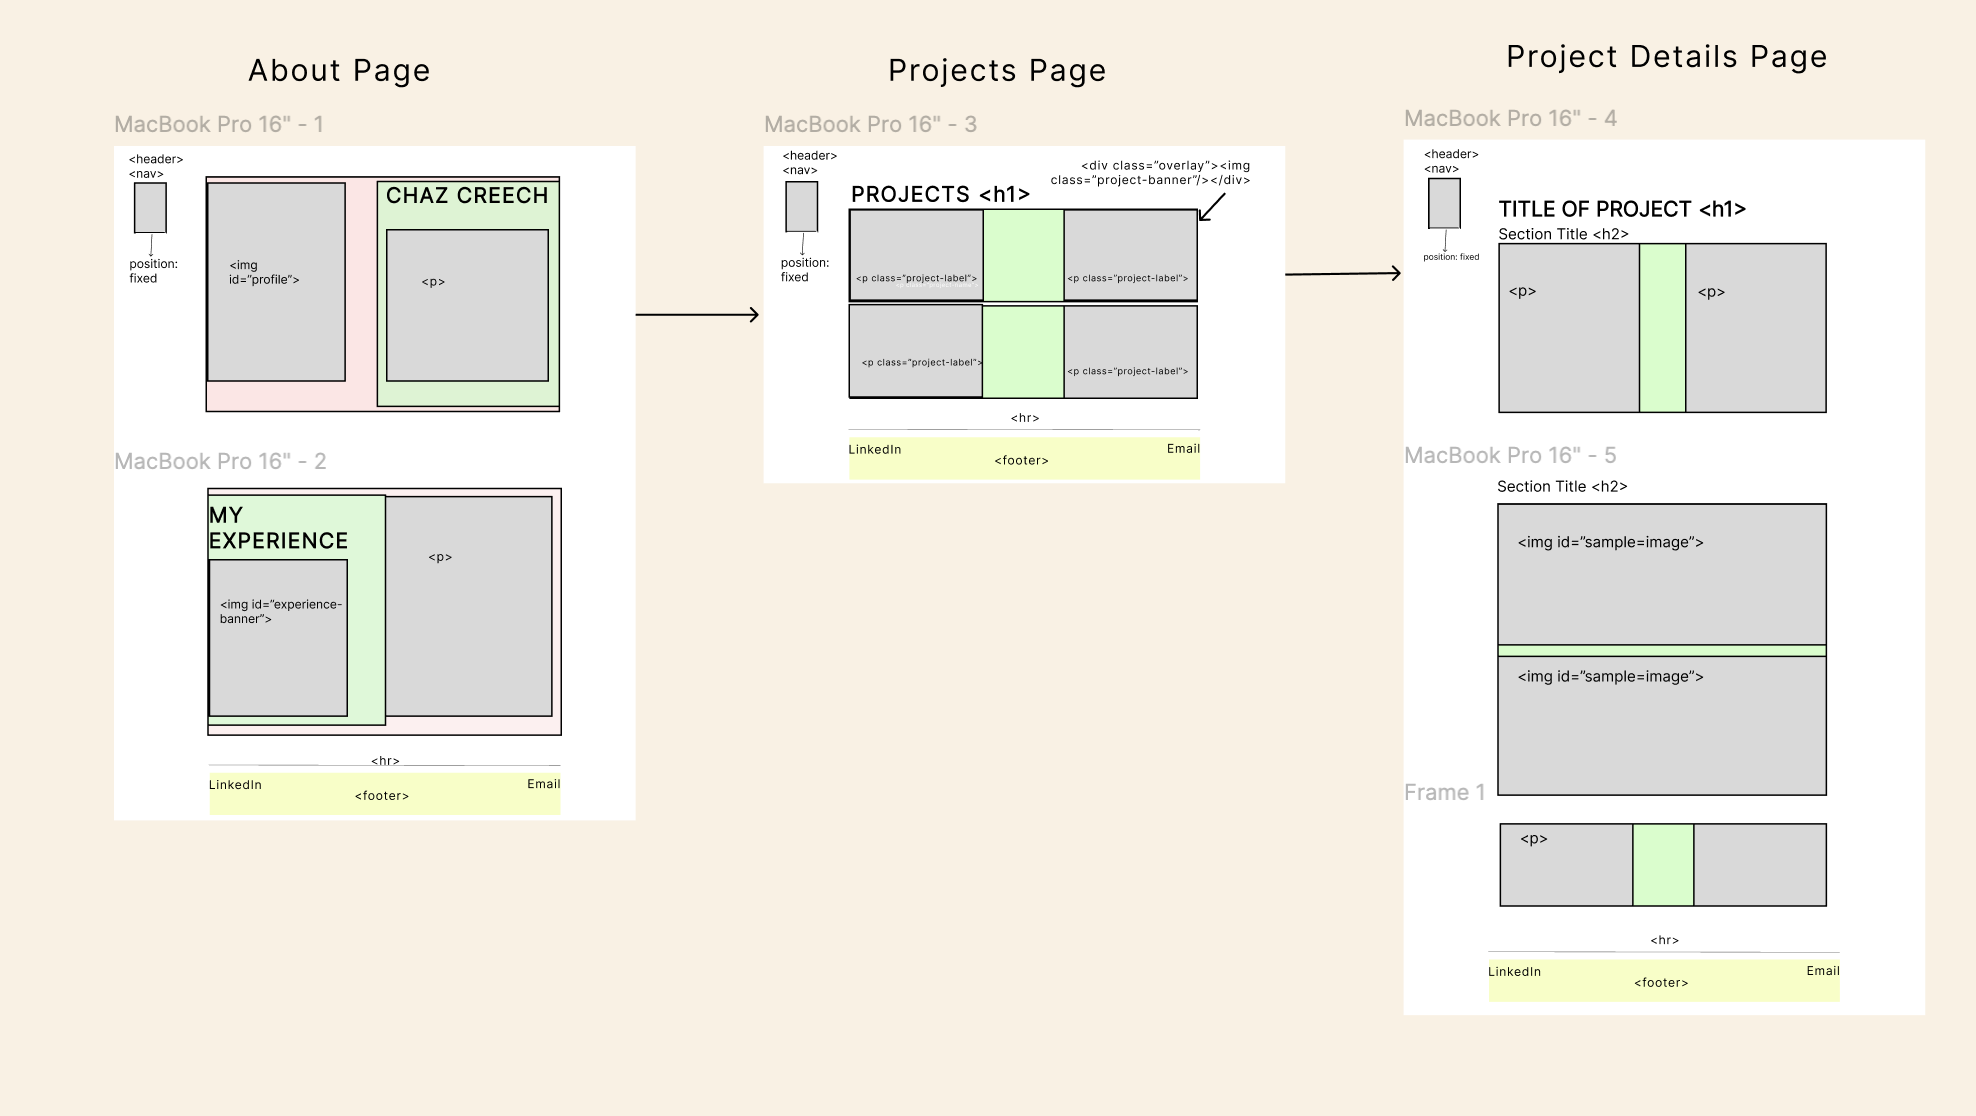 About Page
MacBook Pro 16" - 1
<header>
<nav>
position:
fixed
<img
id=”profile”>
CHAZ CREECH
<p>
MacBook Pro 16" - 2
MY
EXPERIENCE
<img id=”experience-
banner”>
<p>
<hr>
LinkedIn
<footer>
Email
Projects Page
MacBook Pro 16" - 3
<header>
<nav>
position:
fixed
<div class=”overlay”><img
class=”project-banner”/></div>
PROJECTS <h1>
<p class=”project-label”>
<p class=”project-label”>
<p class=”project-label”>
<p class=”project-label”>
<hr>
LinkedIn
<footer>
Email
Project Details Page
MacBook Pro 16" - 4
<header>
<nav>
position: fixed
TITLE OF PROJECT <h1>
Section Title <h2>
<p>
<p>
MacBook Pro 16" - 5
Section Title <h2>
<img id=”sample=image”>
<img id=”sample=image”>
Frame 1
<p>
<hr>
LinkedIn
<footer>
Email